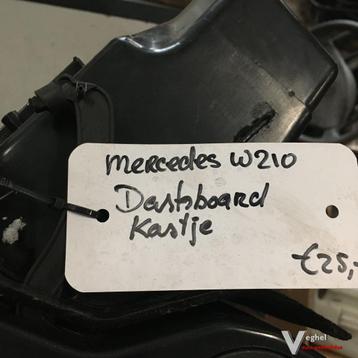 Mercedes W210
Dashboard
Kastje
€25,-
Veghel